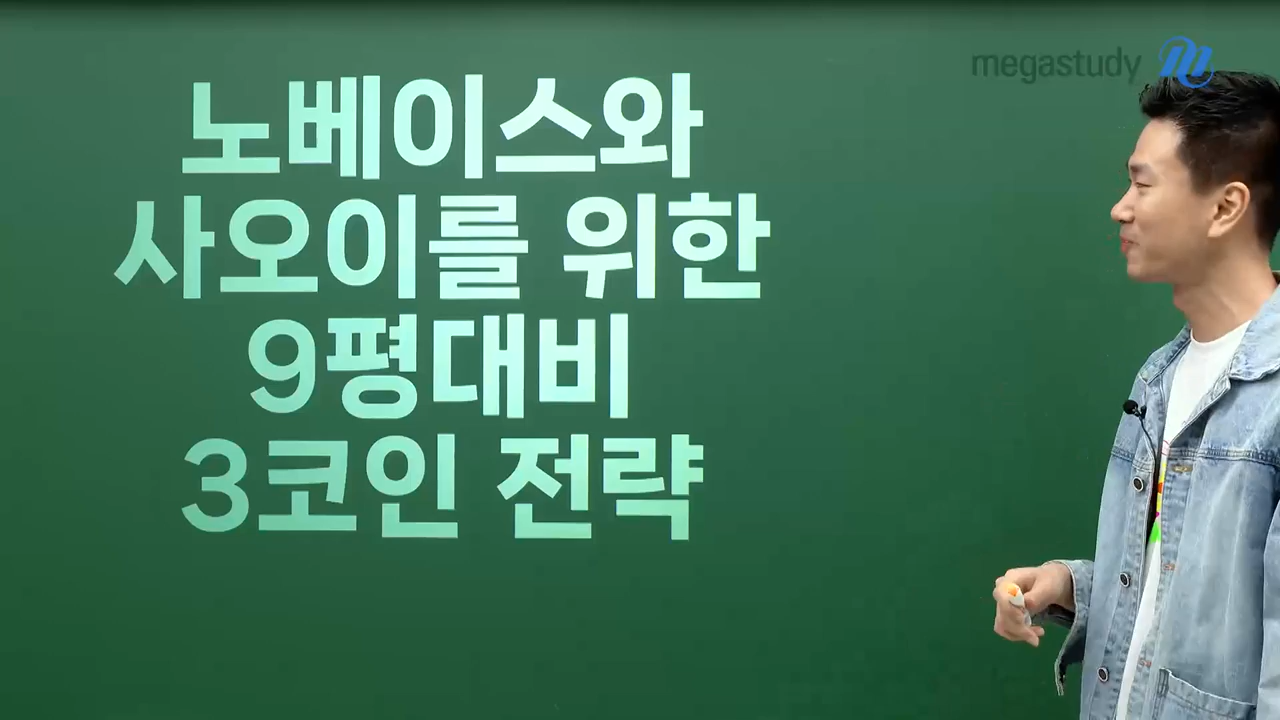 megastudy
노베이스와
사오이를 위한
9평대비
3코인 전략